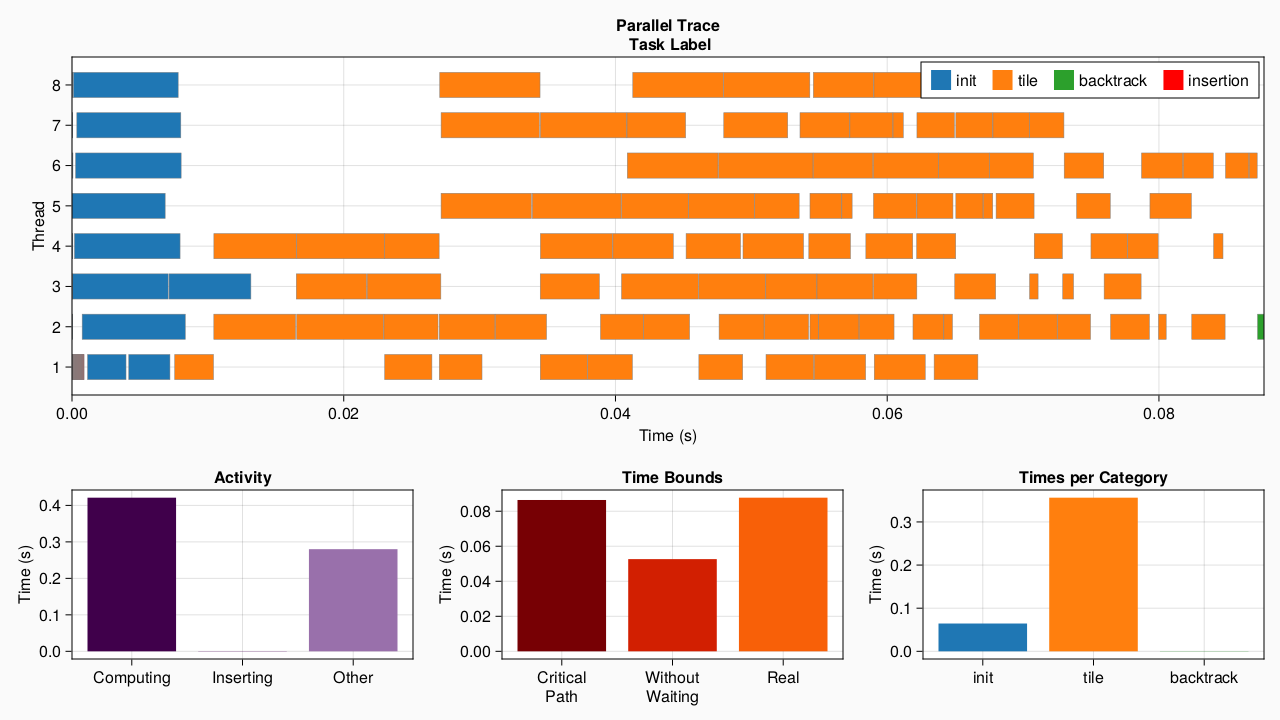 Parallel Trace
Task Label
init tile backtrack insertion
Thread
8
7
6
5
4
3
2
1
0.00 0.02 0.04 0.06 0.08
Time (s)
Activity
Time (s)
0.4
0.3
0.2
0.1
0.0
Computing Inserting Other
Time Bounds
Time (s)
0.08
0.06
0.04
0.02
0.00
Critical Path
Without Waiting
Real
Times per Category
Time (s)
0.3
0.2
0.1
0.0
init tile backtrack